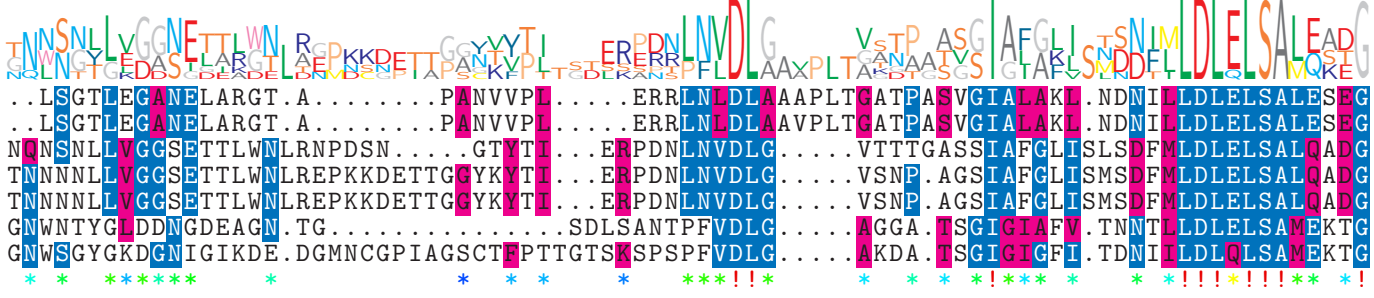 ..LSGTLEGANELARGT.A........PANVVPL.....ERRLNLDLAAAPLTGATPASVGIALAKL.NDNILLDLELSALESEG
..LSGTLEGANELARGT.A........PANVVPL.....ERRLNLDLAAAVPLTGATPASVGIALAKL.NDNILLDLELSALESEG
NQNSNLLVGGSETTLWNLRNPDSN.....GTYTI...ERPDNLNVDLG.....VTTTGASSIAFGLISLSDFMLDLELSALQADG
TNNNNLLVGGSETTLWNLREPKKDETTGGYKYTI...ERPDNLNVDLG.....VSNP.AGSIAFGLISMSDFMLDLELSALQADG
TNNNNLLVGGSETTLWNLREPKKDETTGGYKYTI...ERPDNLNVDLG.....VSNP.AGSIAFGLISMSDFMLDLELSALQADG
GNWNTYGLDDNGDEAGN.TG...............SDLSANTPFVDLG.....AGGA.TSGIGIAFV.TNNTLLDLELSAMEKTG
GNWSGYGKDGNIGIKDE.DGMNCGPIAGSCTFPTTGTSKSPSPFVDLG.....AKDA.TSGIGIGFI.TDNIILDLQLSAMEKTG
* * ****** * * * * * ***!!* * * * *!*** * * *!!!*!!!** * !